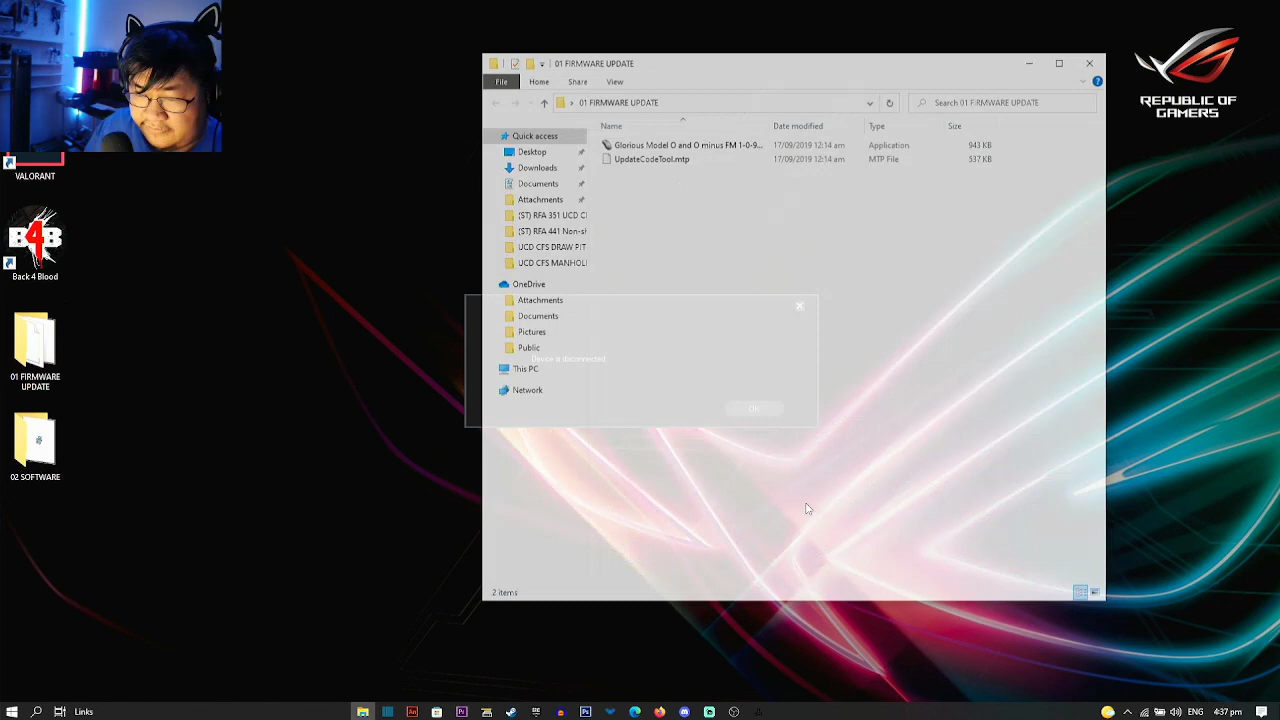 01 FIRMWARE UPDATE
File Home Share View
01 FIRMWARE UPDATE
Search 01 FIRMWARE UPDATE
Name Date modified Type Size
Glorious Model O and O minus FM 1-0-9... 17/09/2019 12:14 am Application 943 KB
UpdateCodeTool.mtp 17/09/2019 12:14 am MTP File 537 KB
Quick access
Desktop
Downloads
Documents
Attachments
(ST) RFA 351 UCD C
(ST) RFA 441 Non-s
UCD CFS DRAW PIT
UCD CFS MANHOL
OneDrive
Attachments
Documents
Pictures
Public
This PC
Network
Device is disconnected
OK
2 items
REPUBLIC OF
GAMERS
VALORANT
B4B
Back 4 Blood
01 FIRMWARE
UPDATE
02 SOFTWARE
Links
4:37 pm